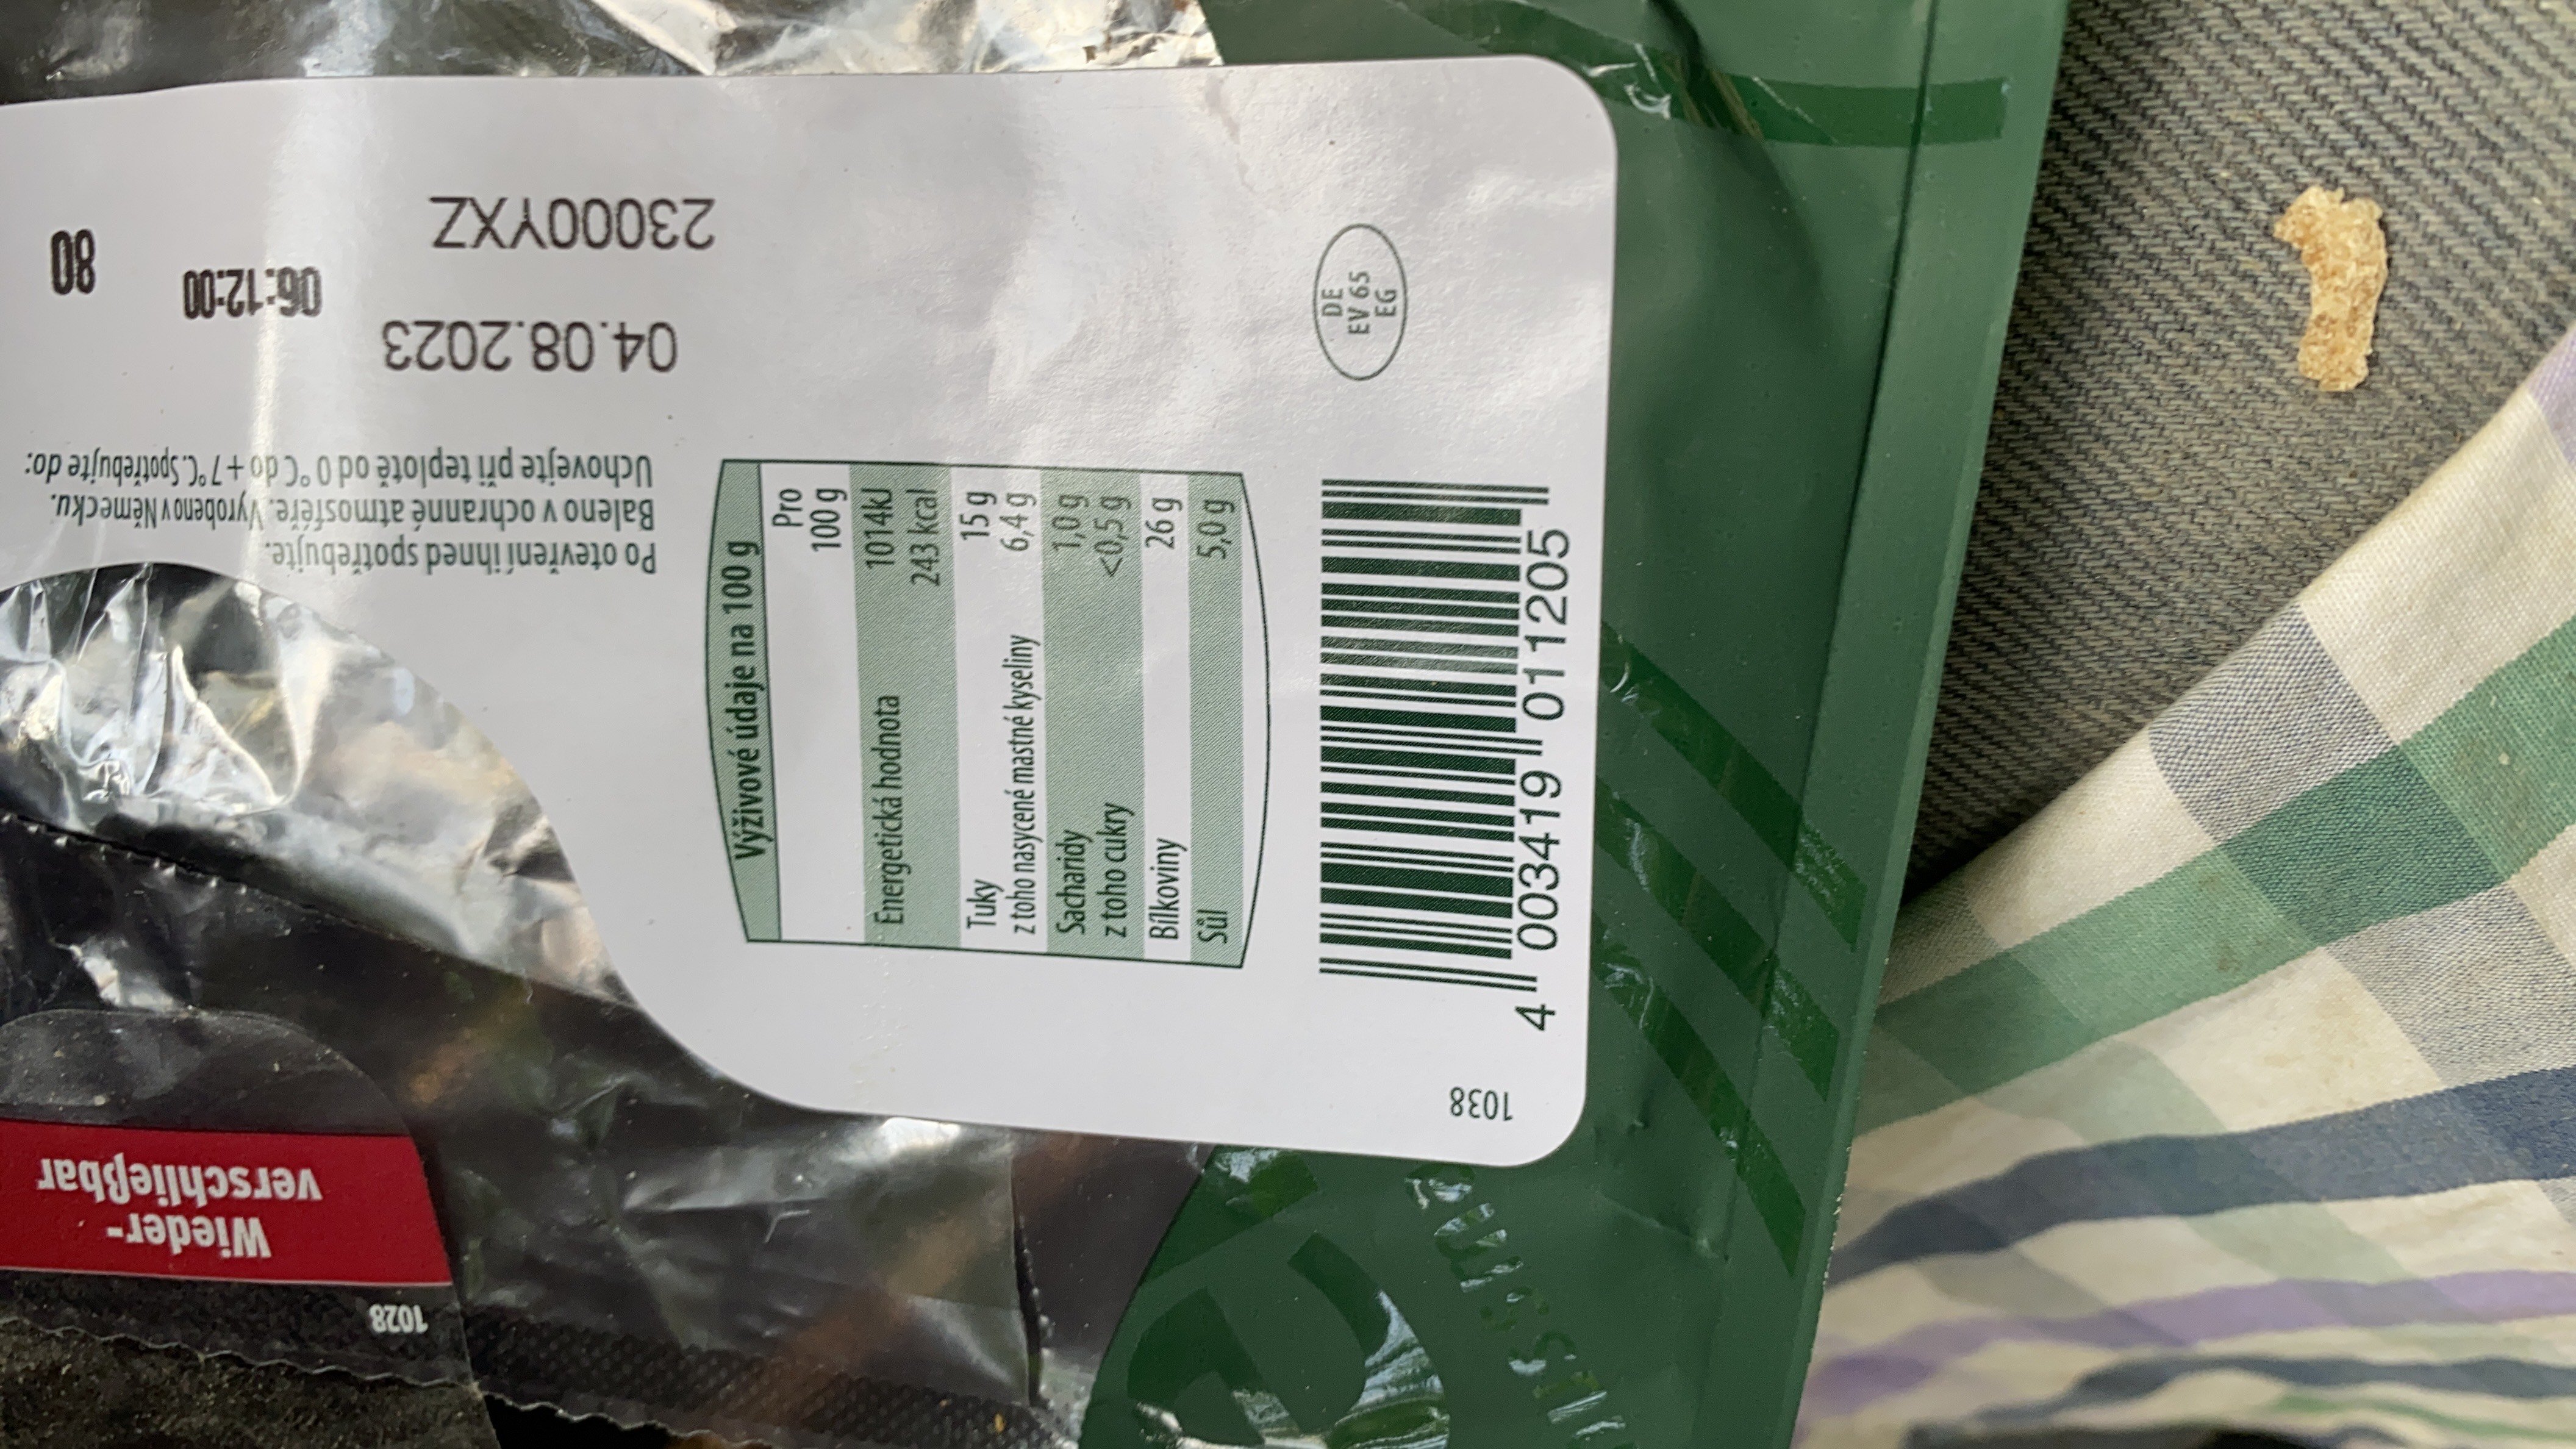 Po otevření ihned spotřebujte.
Baleno v ochranné atmosféře. Vyrobeno v Německu.
Uchovejte při teplotě od 0 °C do +7 °C. Spotřebujte do:
04.08.2023
06:12:00
80
23000YXZ
Výživové údaje na 100 g
Pro
100 g
Energetická hodnota 1014kJ
243 kcal
Tuky 15 g
z toho nasycené mastné kyseliny 6,4 g
Sacharidy 1,0 g
z toho cukry <0,5 g
Bílkoviny 26 g
Sůl 5,0 g
DE
EV 65
EG
4 003419 011205
1038
Wieder-
verschließbar
1028